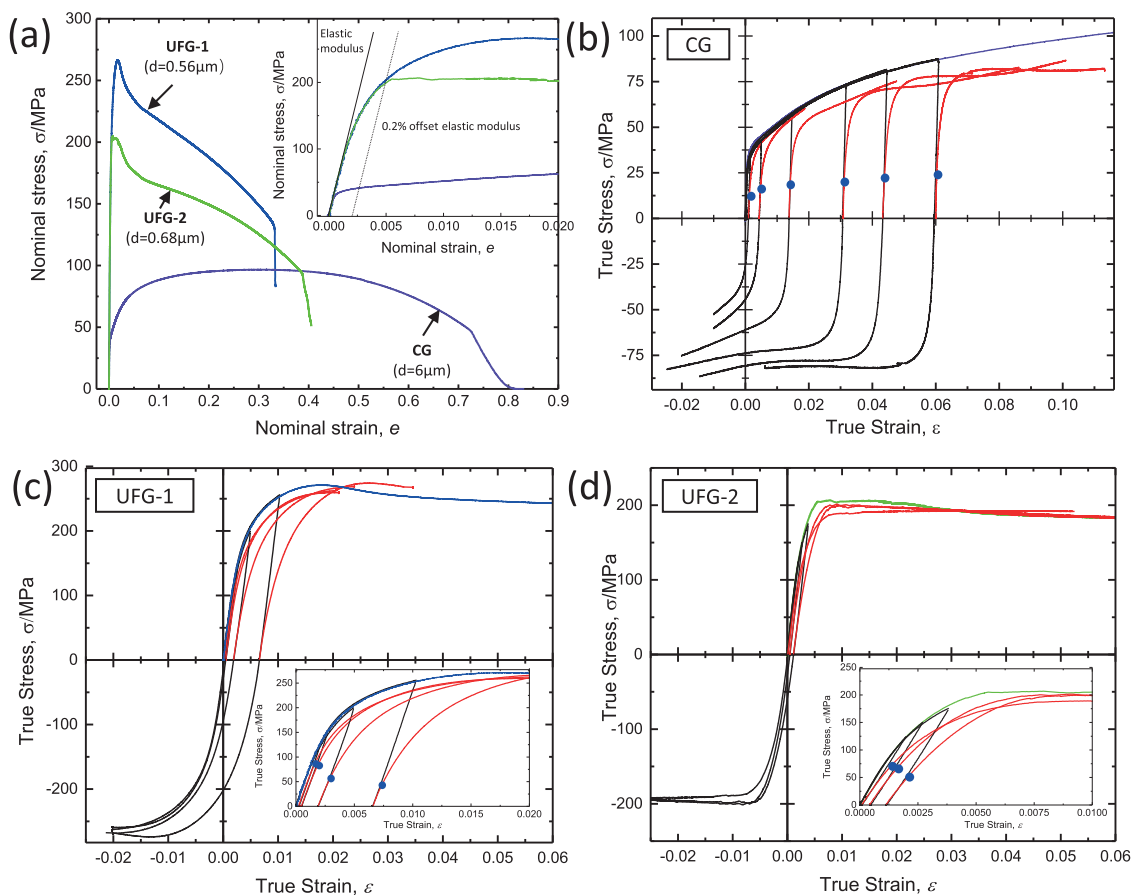 (a)
300
250
200
150
100
50
0
Nominal stress, σ/MPa
0.0 0.1 0.2 0.3 0.4 0.5 0.6 0.7 0.8 0.9
Nominal strain, e
UFG-1
(d=0.56μm)
UFG-2
(d=0.68μm)
CG
(d=6μm)
Elastic
modulus
0.2% offset elastic modulus
200
100
0
Nominal stress, σ/MPa
0.000 0.005 0.010 0.015 0.020
Nominal strain, e
(b)
CG
100
75
50
25
0
-25
-50
-75
True Stress, σ/MPa
-0.02 0.00 0.02 0.04 0.06 0.08 0.10
True Strain, ε
(c)
UFG-1
300
200
100
0
-100
-200
True Stress, σ/MPa
-0.02 -0.01 0.00 0.01 0.02 0.03 0.04 0.05 0.06
True Strain, ε
250
200
150
100
50
0
True Stress, σ/MPa
0.000 0.005 0.010 0.015 0.020
True Strain, ε
(d)
UFG-2
200
100
0
-100
-200
True Stress, σ/MPa
-0.02 -0.01 0.00 0.01 0.02 0.03 0.04 0.05 0.06
True Strain, ε
250
200
150
100
50
0
True Stress, σ/MPa
0.0000 0.0025 0.0050 0.0075 0.0100
True Strain, ε